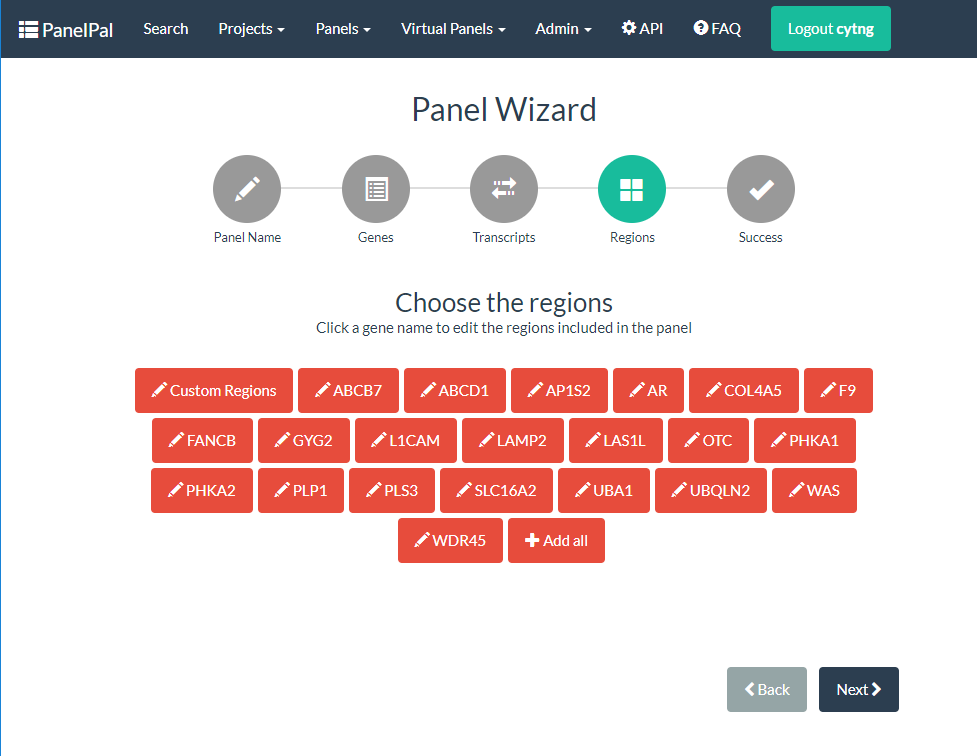 PanelPal Search Projects Panels Virtual Panels Admin API FAQ Logout cytng
Panel Wizard
Panel Name Genes Transcripts Regions Success
Choose the regions
Click a gene name to edit the regions included in the panel
Custom Regions ABCB7 ABCD1 AP1S2 AR COL4A5 F9
FANCB GYG2 L1CAM LAMP2 LAS1L OTC PHKA1
PHKA2 PLP1 PLS3 SLC16A2 UBA1 UBQLN2 WAS
WDR45 Add all
Back Next